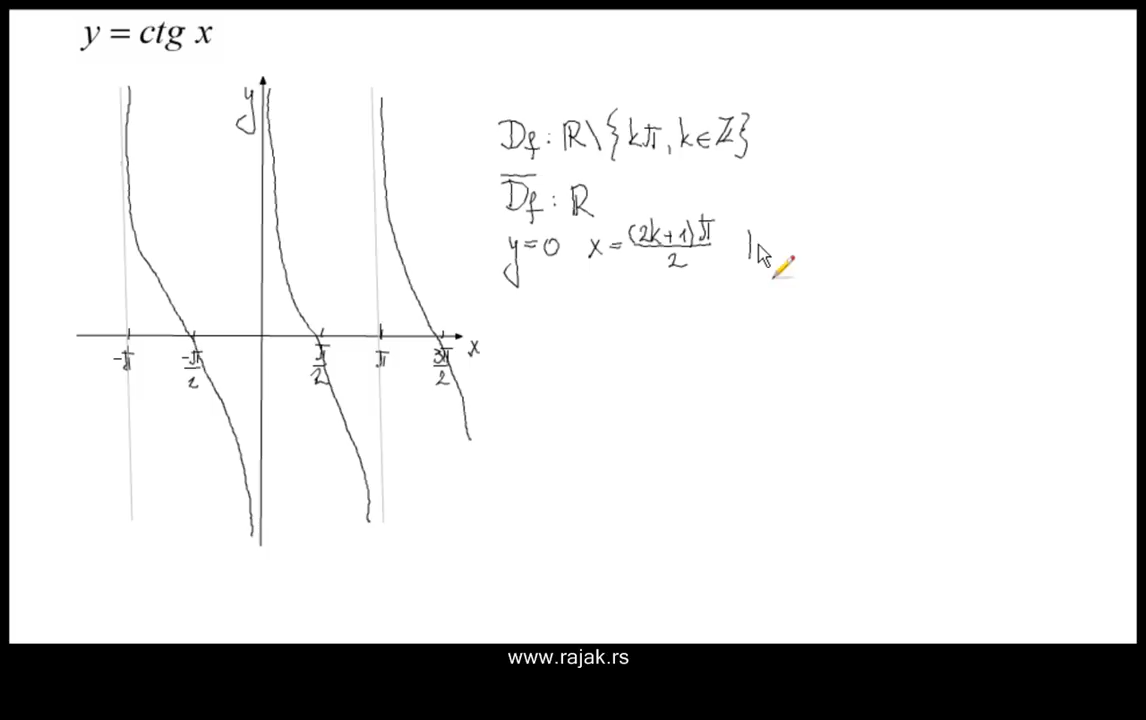 y = ctg x
y
Df : ℝ\{kπ, k∈ℤ}
D̅f̅ : ℝ
y=0 x = (2k+1)π/2
-π -π/2 π/2 π 3π/2 x
www.rajak.rs